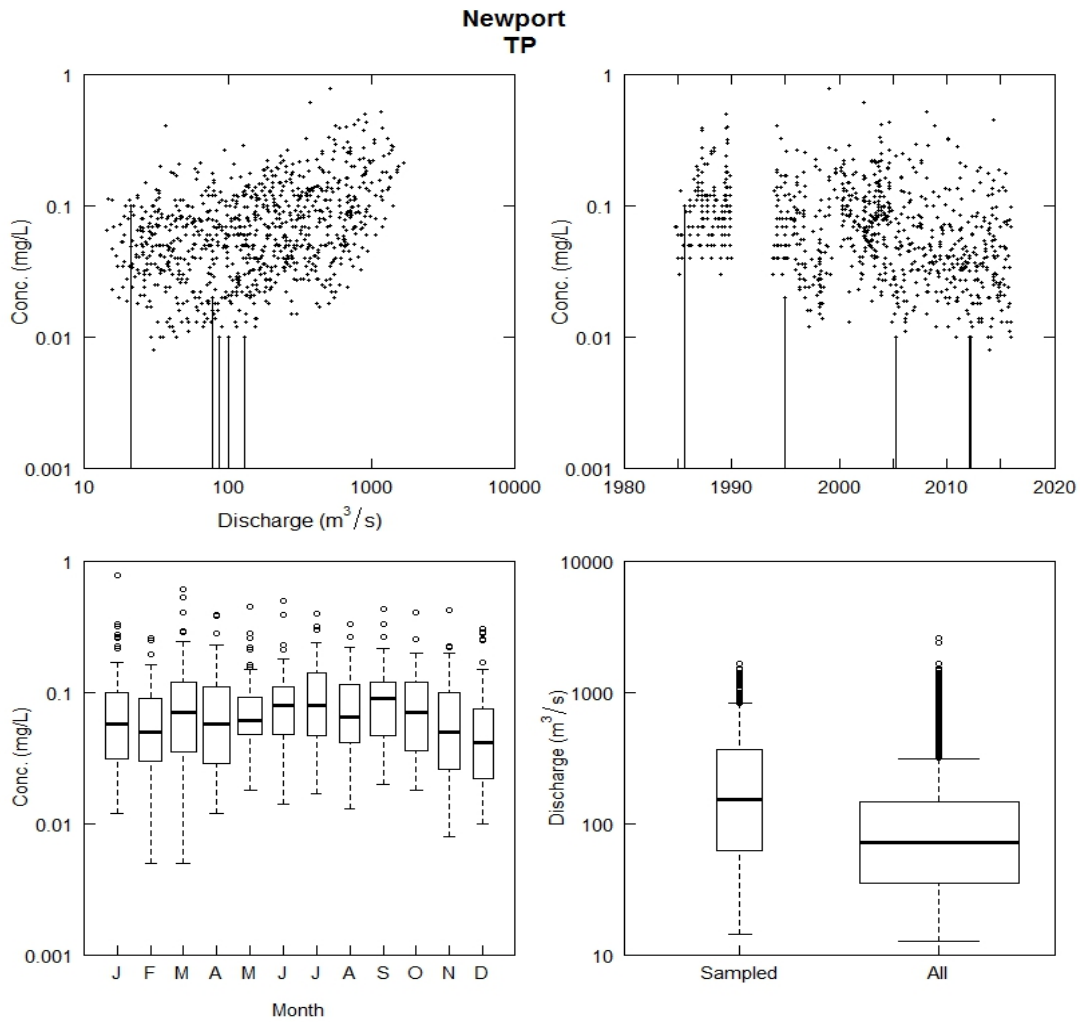 Newport
TP
1
0.1
0.01
0.001
Conc. (mg/L)
10 100 1000 10000
Discharge (m³/s)
1
0.1
0.01
0.001
Conc. (mg/L)
1980 1990 2000 2010 2020
1
0.1
0.01
0.001
Conc. (mg/L)
J F M A M J J A S O N D
Month
10000
1000
100
10
Discharge (m³/s)
Sampled All